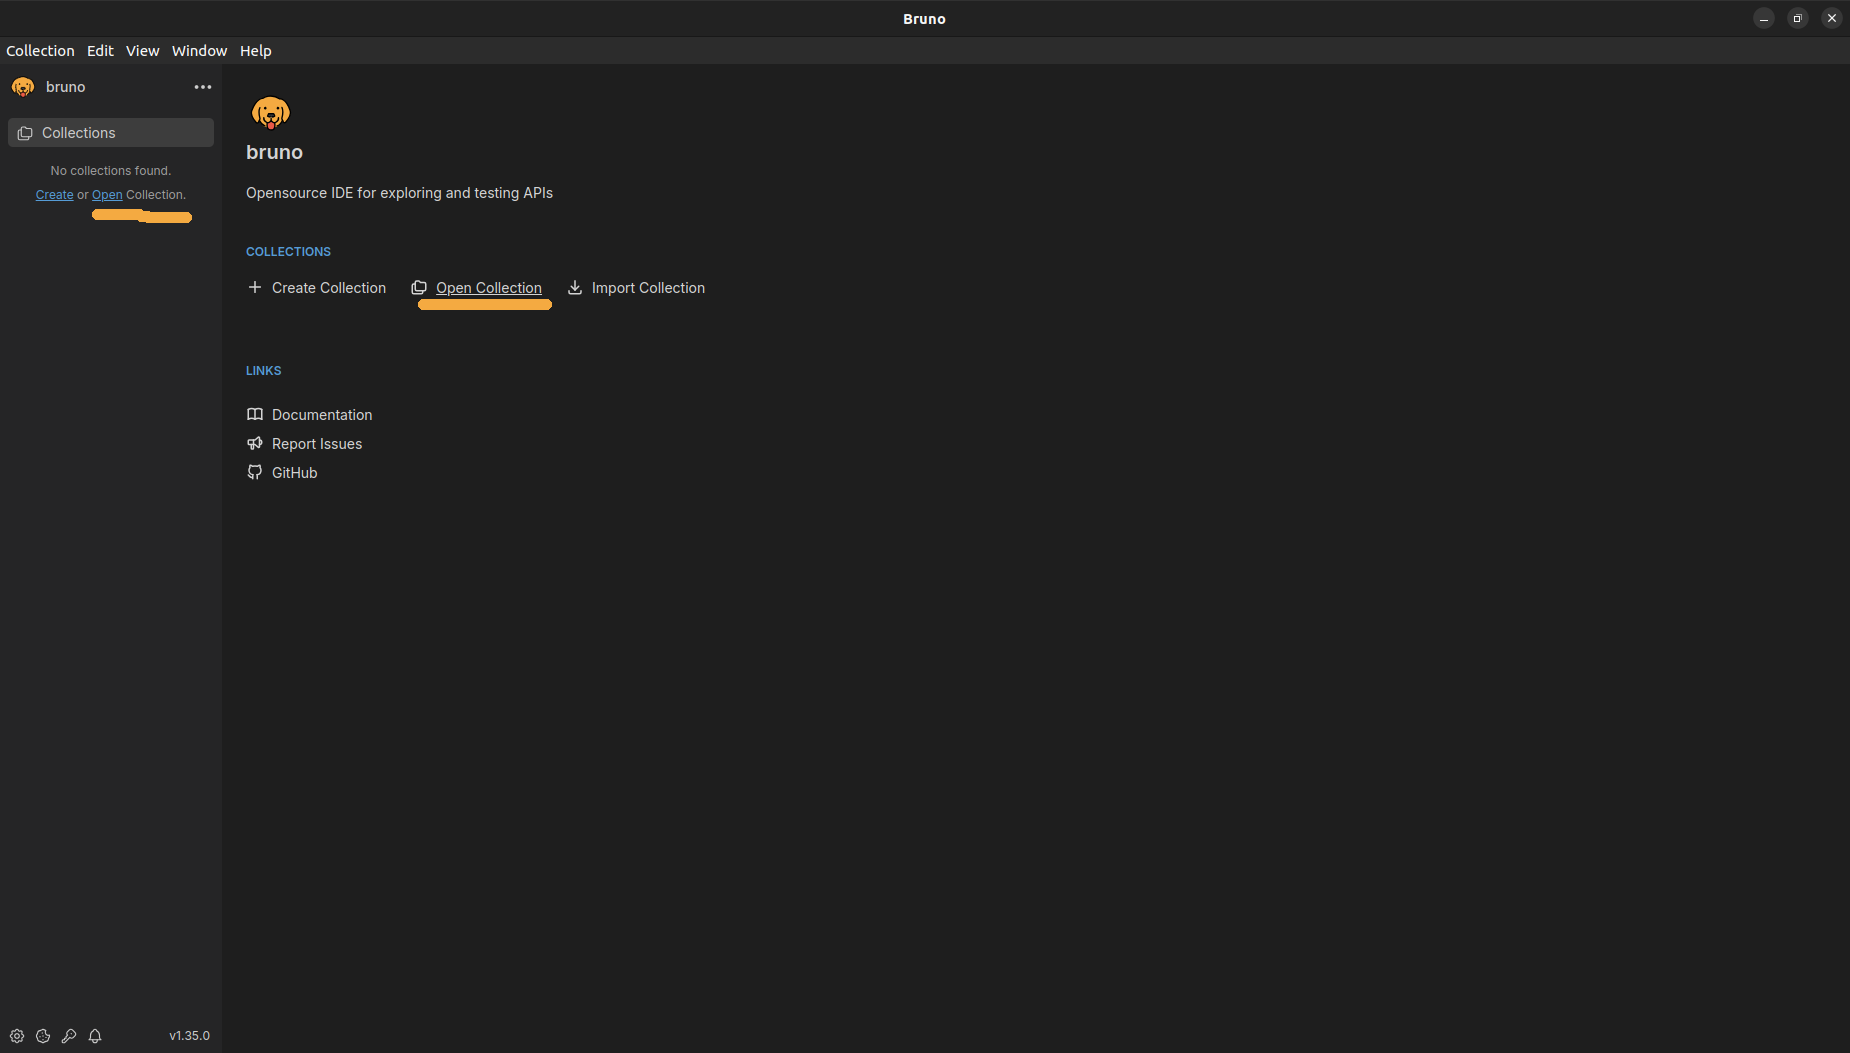 Bruno
Collection Edit View Window Help
bruno
Collections
No collections found.
Create or Open Collection.
bruno
Opensource IDE for exploring and testing APIs
COLLECTIONS
Create Collection Open Collection Import Collection
LINKS
Documentation
Report Issues
GitHub
v1.35.0